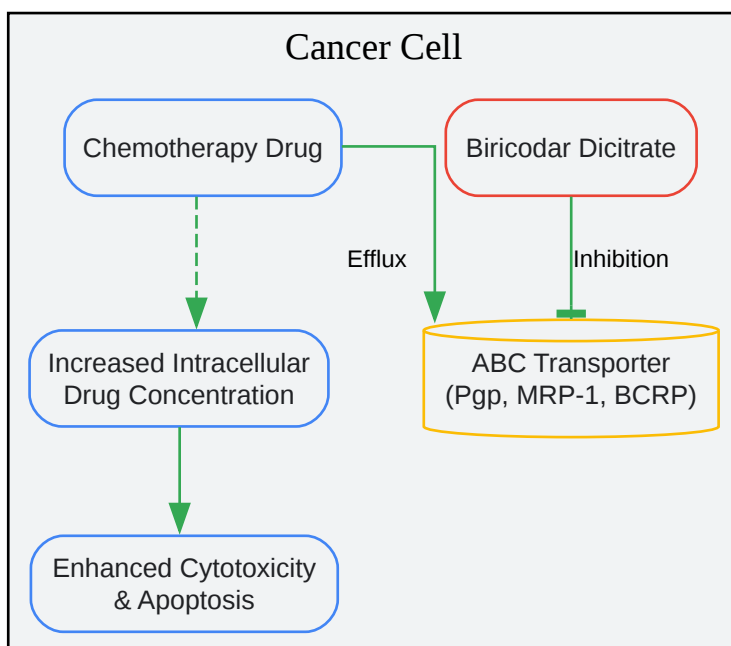 Cancer Cell
Chemotherapy Drug
Biricodar Dicitrate
Efflux
Inhibition
Increased Intracellular
Drug Concentration
ABC Transporter
(Pgp, MRP-1, BCRP)
Enhanced Cytotoxicity
& Apoptosis